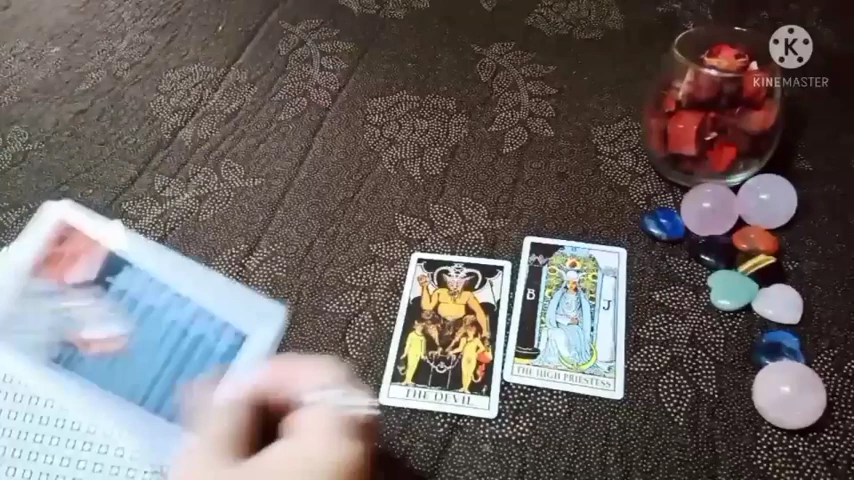 K
KINEMASTER
B
J
THE DEVIL
THE HIGH PRIESTESS